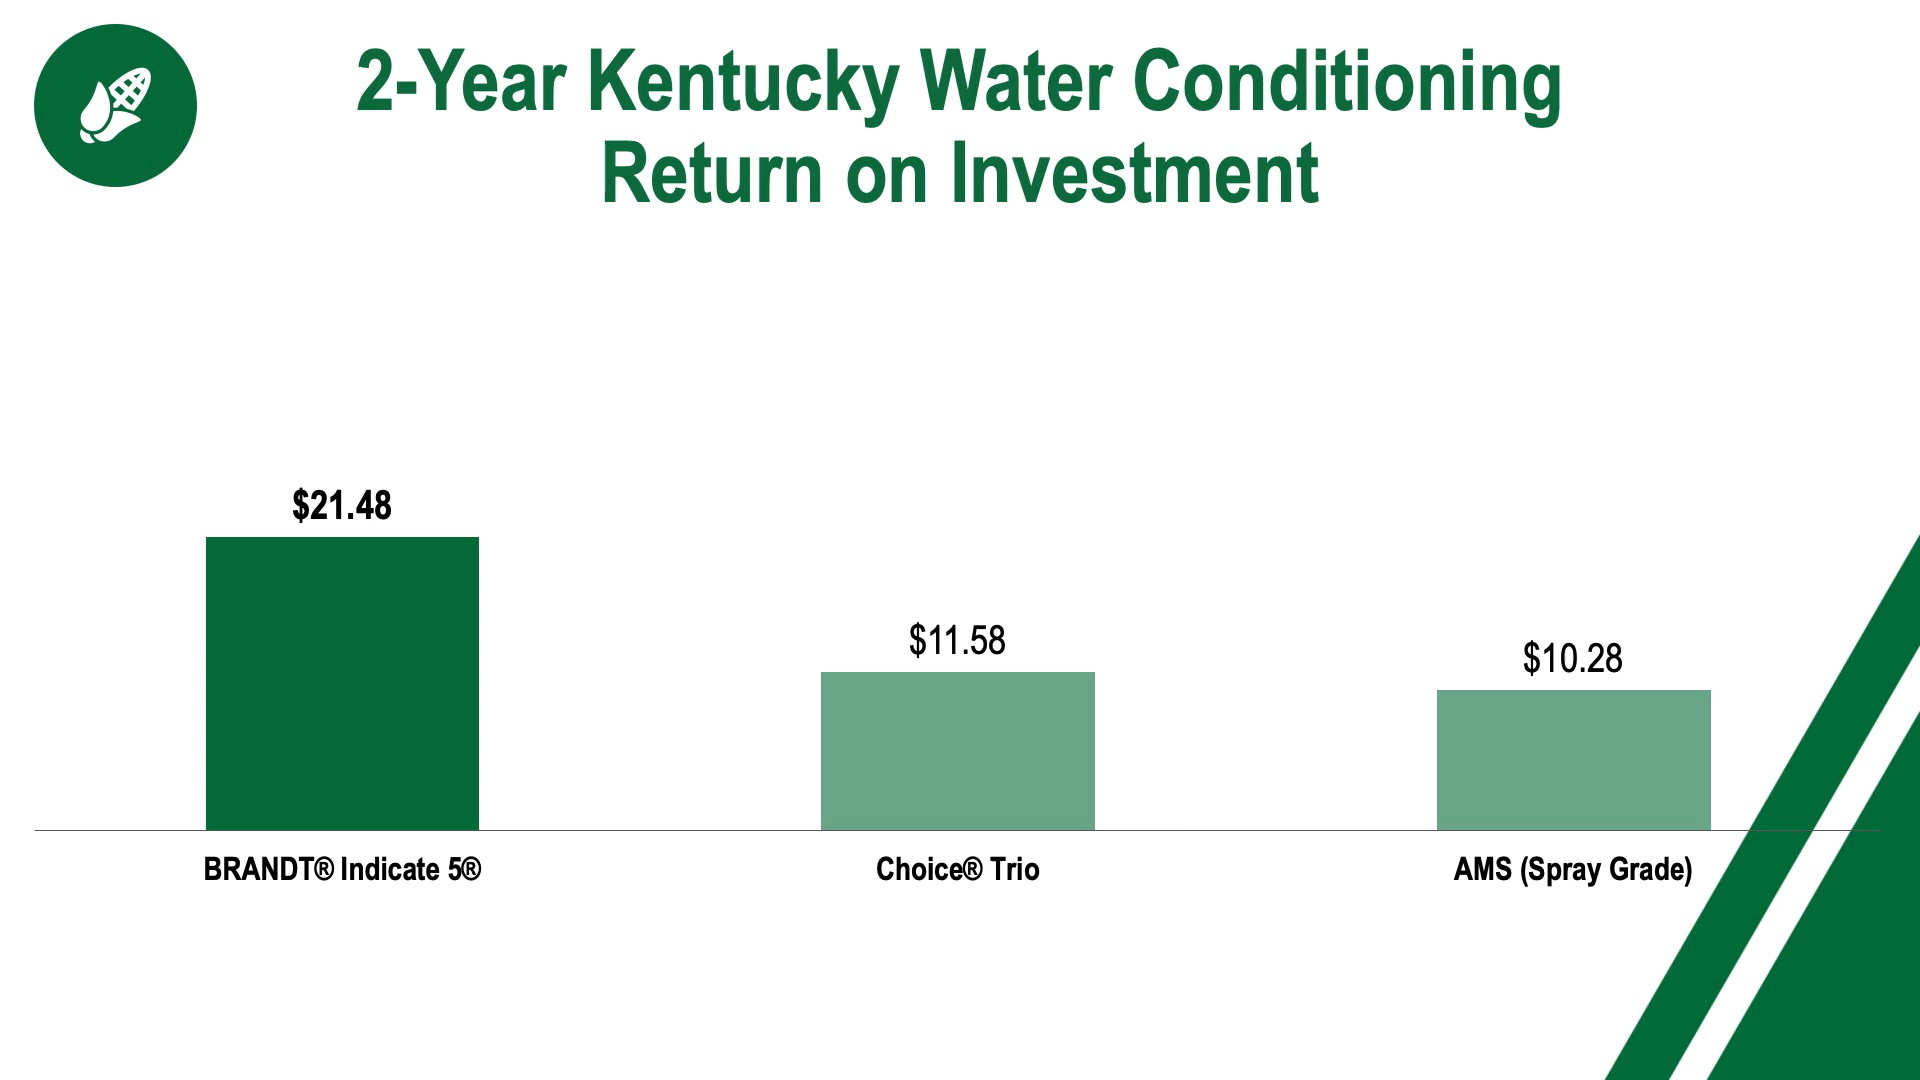 2-Year Kentucky Water Conditioning
Return on Investment
$21.48
$11.58
$10.28
BRANDT® Indicate 5®
Choice® Trio
AMS (Spray Grade)